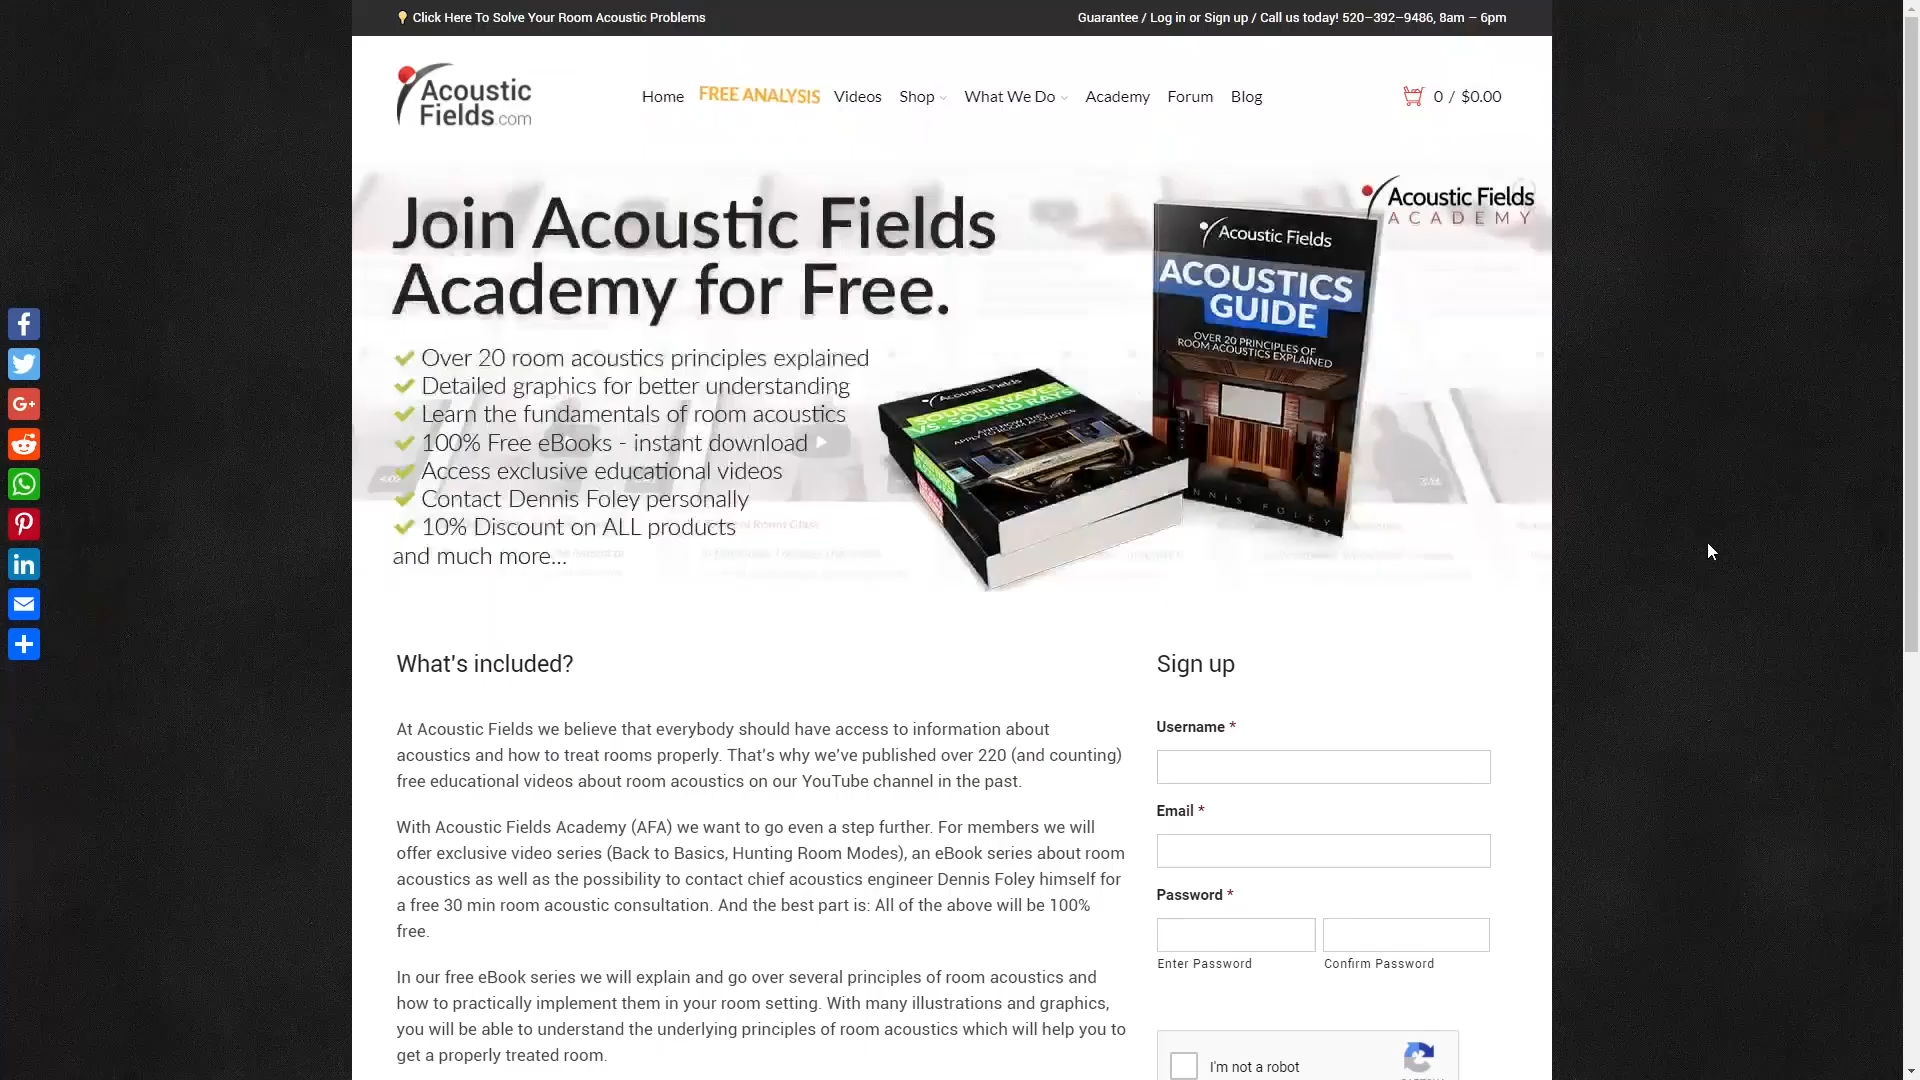 Click Here To Solve Your Room Acoustic Problems
Guarantee / Log in or Sign up / Call us today! 520–392–9486, 8am – 6pm
Acoustic
Fields.com
Home
FREE ANALYSIS
Videos
Shop
What We Do
Academy
Forum
Blog
0 / $0.00
Join Acoustic Fields
Academy for Free.
Over 20 room acoustics principles explained
Detailed graphics for better understanding
Learn the fundamentals of room acoustics
100% Free eBooks - instant download
Access exclusive educational videos
Contact Dennis Foley personally
10% Discount on ALL products
and much more...
Acoustic Fields
SOUND WAVES
VS. SOUND RAYS
AND HOW THEY
APPLY TO ROOM ACOUSTICS
Acoustic Fields
ACOUSTICS
GUIDE
OVER 20 PRINCIPLES OF
ROOM ACOUSTICS EXPLAINED
Acoustic Fields
ACADEMY
What's included?
At Acoustic Fields we believe that everybody should have access to information about
acoustics and how to treat rooms properly. That's why we've published over 220 (and counting)
free educational videos about room acoustics on our YouTube channel in the past.
With Acoustic Fields Academy (AFA) we want to go even a step further. For members we will
offer exclusive video series (Back to Basics, Hunting Room Modes), an eBook series about room
acoustics as well as the possibility to contact chief acoustics engineer Dennis Foley himself for
a free 30 min room acoustic consultation. And the best part is: All of the above will be 100%
free.
In our free eBook series we will explain and go over several principles of room acoustics and
how to practically implement them in your room setting. With many illustrations and graphics,
you will be able to understand the underlying principles of room acoustics which will help you to
get a properly treated room.
Sign up
Username *
Email *
Password *
Enter Password
Confirm Password
I'm not a robot